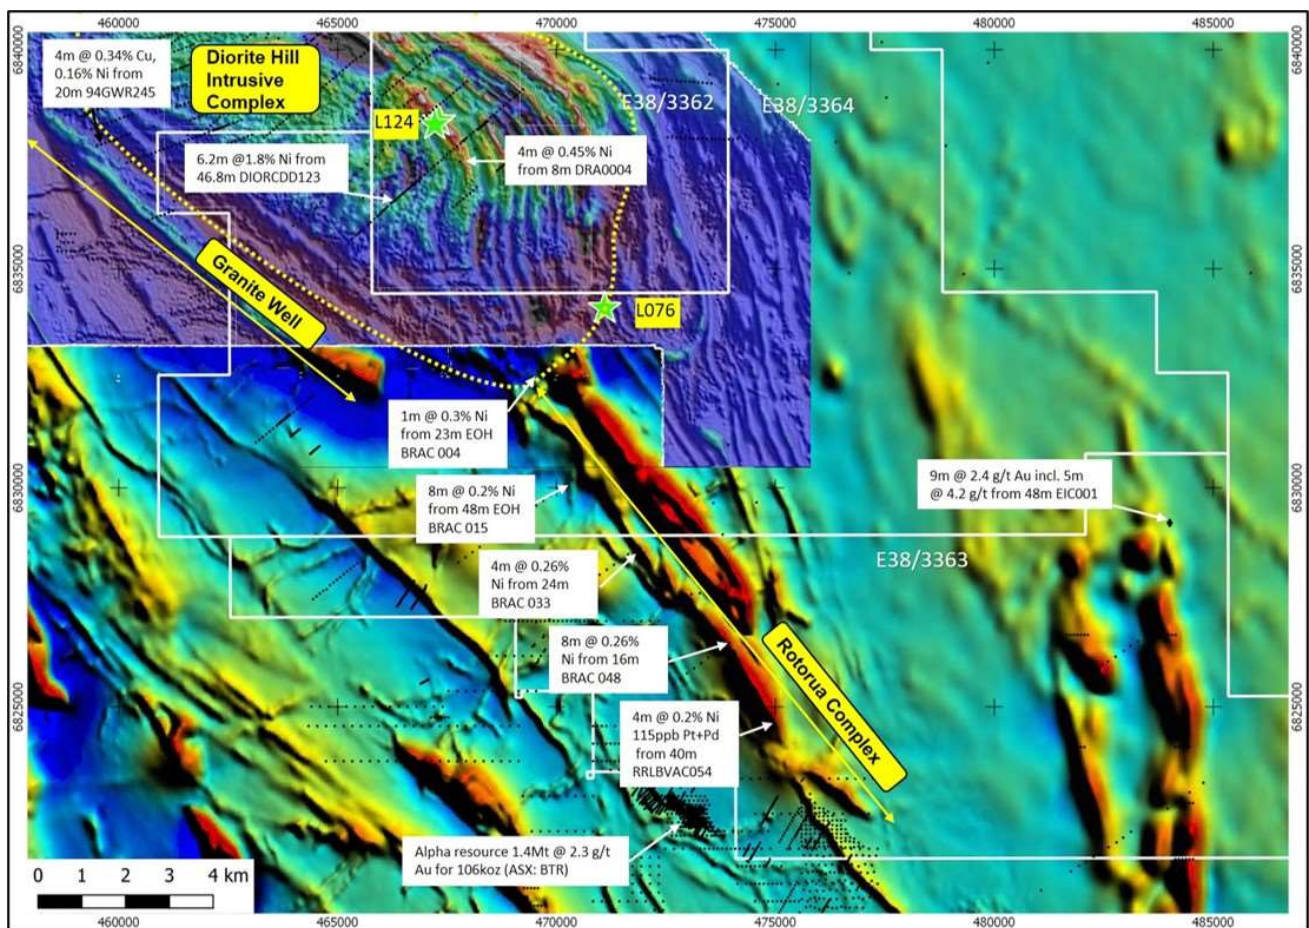 460000
465000
470000
475000
480000
485000
6840000
6835000
6830000
6825000
4m @ 0.34% Cu,
0.16% Ni from
20m 94GWR245
Diorite Hill
Intrusive
Complex
E38/3362
E38/3364
L124
6.2m @1.8% Ni from
46.8m DIORCDD123
4m @ 0.45% Ni
from 8m DRA0004
Granite Well
L076
1m @ 0.3% Ni
from 23m EOH
BRAC 004
8m @ 0.2% Ni
from 48m EOH
BRAC 015
9m @ 2.4 g/t Au incl. 5m
@ 4.2 g/t from 48m EIC001
E38/3363
4m @ 0.26%
Ni from 24m
BRAC 033
8m @ 0.26%
Ni from 16m
BRAC 048
Rotorua Complex
4m @ 0.2% Ni
115ppb Pt+Pd
from 40m
RRLBVAC054
Alpha resource 1.4Mt @ 2.3 g/t
Au for 106koz (ASX: BTR)
0 1 2 3 4 km
6840000
6835000
6830000
6825000
460000
465000
470000
475000
480000
485000